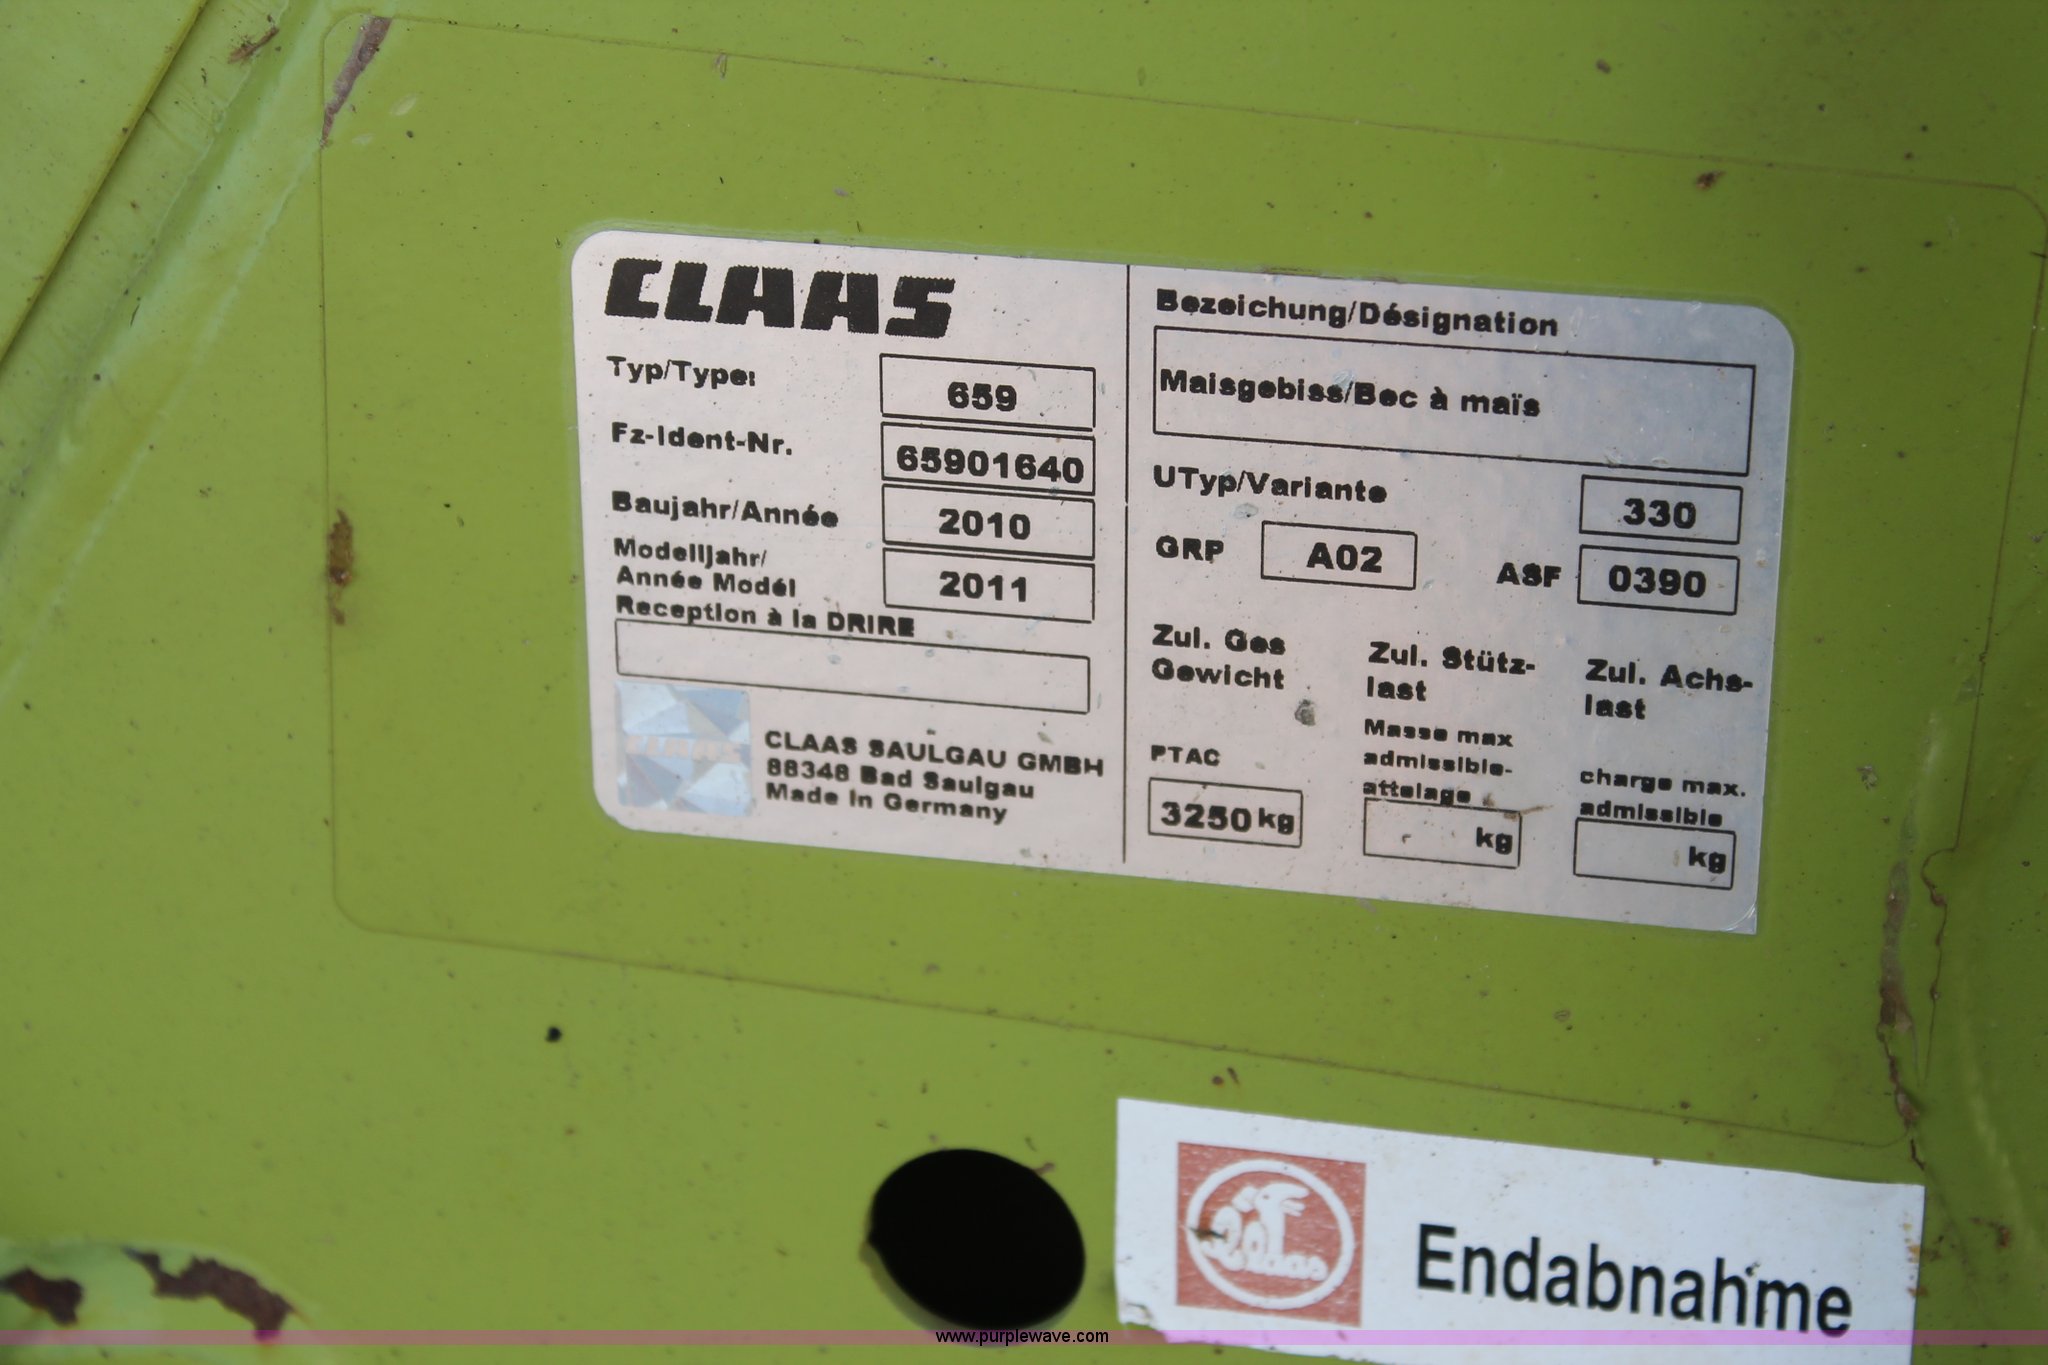 CLAAS
Typ/Type: 659
Fz-Ident-Nr. 65901640
Baujahr/Année 2010
Modelljahr/
Année Modél 2011
Reception à la DRIRE
CLAAS
CLAAS SAULGAU GMBH
88348 Bad Saulgau
Made in Germany
Bezeichung/Désignation
Maisgebiss/Bec à maïs
UTyp/Variante 330
GRP A02 ASF 0390
Zul. Ges
Gewicht
PTAC
3250 kg
Zul. Stütz-
last
Masse max
admissible-
attelage
kg
Zul. Achs-
last
charge max.
admissible
kg
Claas
Endabnahme
www.purplewave.com